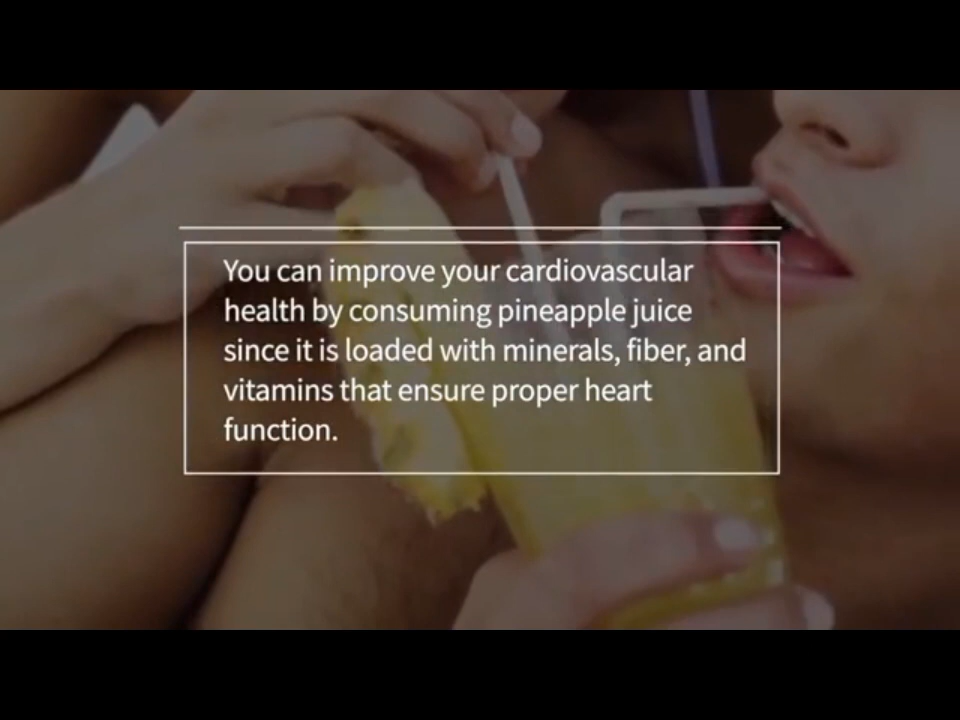 You can improve your cardiovascular
health by consuming pineapple juice
since it is loaded with minerals, fiber, and
vitamins that ensure proper heart
function.